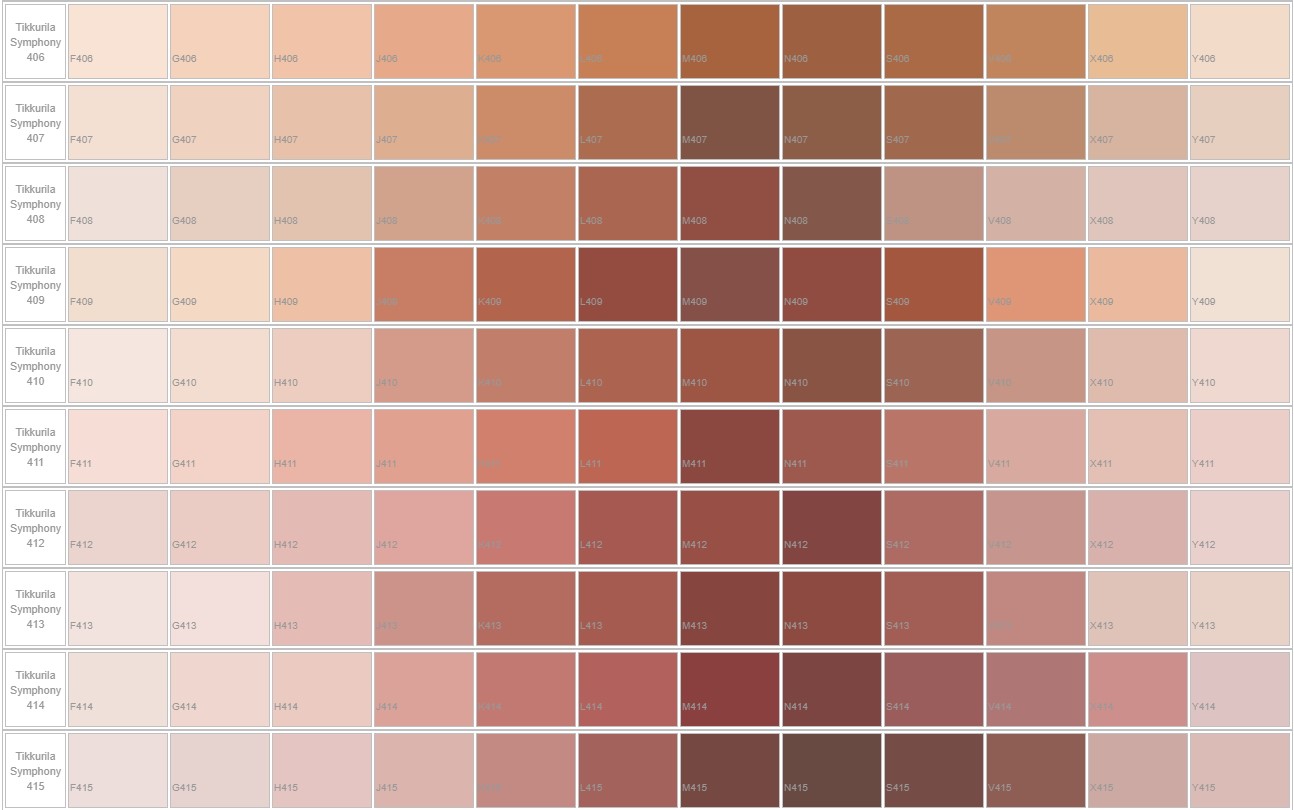 Tikkurila
Symphony
406
F406 G406 H406 J406 K406 L406 M406 N406 S406 V406 X406 Y406
Tikkurila
Symphony
407
F407 G407 H407 J407 K407 L407 M407 N407 S407 V407 X407 Y407
Tikkurila
Symphony
408
F408 G408 H408 J408 K408 L408 M408 N408 S408 V408 X408 Y408
Tikkurila
Symphony
409
F409 G409 H409 J409 K409 L409 M409 N409 S409 V409 X409 Y409
Tikkurila
Symphony
410
F410 G410 H410 J410 K410 L410 M410 N410 S410 V410 X410 Y410
Tikkurila
Symphony
411
F411 G411 H411 J411 K411 L411 M411 N411 S411 V411 X411 Y411
Tikkurila
Symphony
412
F412 G412 H412 J412 K412 L412 M412 N412 S412 V412 X412 Y412
Tikkurila
Symphony
413
F413 G413 H413 J413 K413 L413 M413 N413 S413 V413 X413 Y413
Tikkurila
Symphony
414
F414 G414 H414 J414 K414 L414 M414 N414 S414 V414 X414 Y414
Tikkurila
Symphony
415
F415 G415 H415 J415 K415 L415 M415 N415 S415 V415 X415 Y415